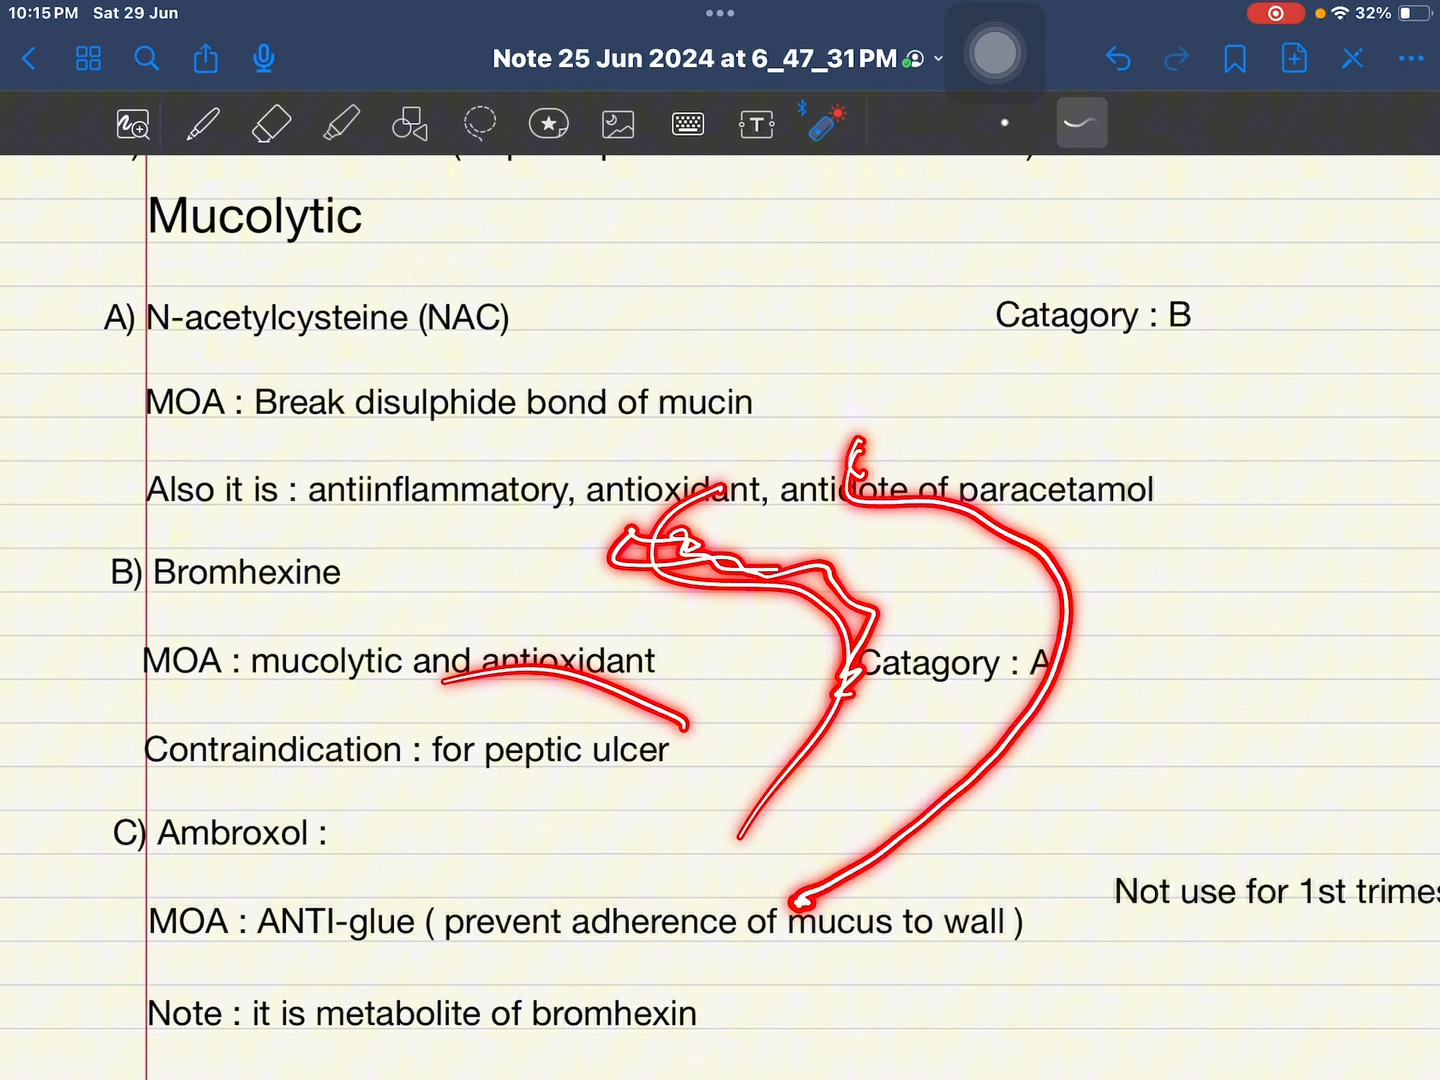 10:15 PM Sat 29 Jun
32%
Note 25 Jun 2024 at 6_47_31 PM
Mucolytic
A) N-acetylcysteine (NAC)
Catagory : B
MOA : Break disulphide bond of mucin
Also it is : antiinflammatory, antioxidant, antidote of paracetamol
B) Bromhexine
MOA : mucolytic and antioxidant
Catagory : A
Contraindication : for peptic ulcer
C) Ambroxol :
Not use for 1st trimes
MOA : ANTI-glue ( prevent adherence of mucus to wall )
Note : it is metabolite of bromhexin